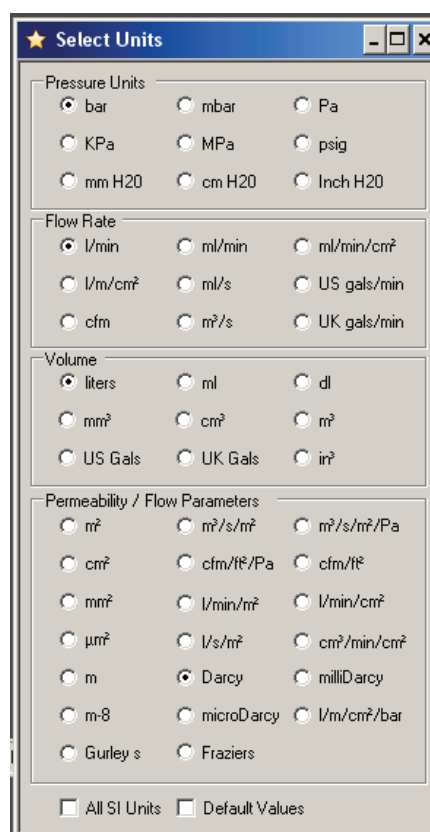 Select Units
Pressure Units
bar mbar Pa
KPa MPa psig
mm H20 cm H20 Inch H20
Flow Rate
l/min ml/min ml/min/cm²
l/m/cm² ml/s US gals/min
cfm m³/s UK gals/min
Volume
liters ml dl
mm³ cm³ m³
US Gals UK Gals in³
Permeability / Flow Parameters
m² m³/s/m² m³/s/m²/Pa
cm² cfm/ft²/Pa cfm/ft²
mm² l/min/m² l/min/cm²
µm² l/s/m² cm³/min/cm²
m Darcy milliDarcy
m-8 microDarcy l/m/cm²/bar
Gurley s Fraziers
All SI Units Default Values